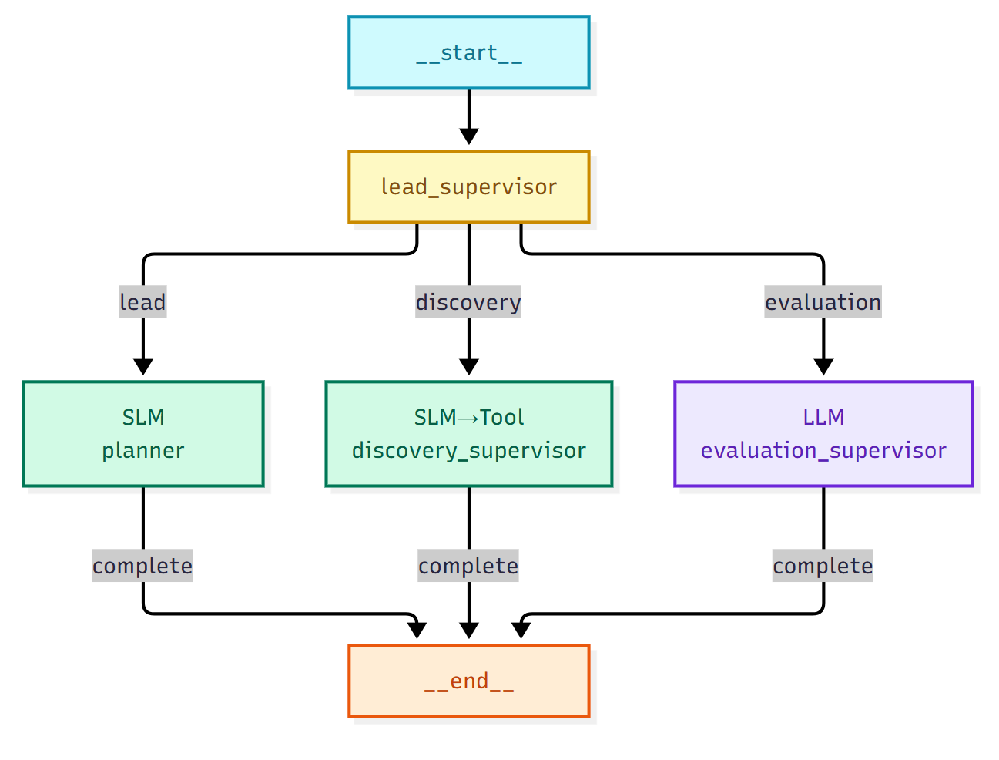 __start__
lead_supervisor
lead
discovery
evaluation
SLM
planner
SLM→Tool
discovery_supervisor
LLM
evaluation_supervisor
complete
complete
complete
__end__